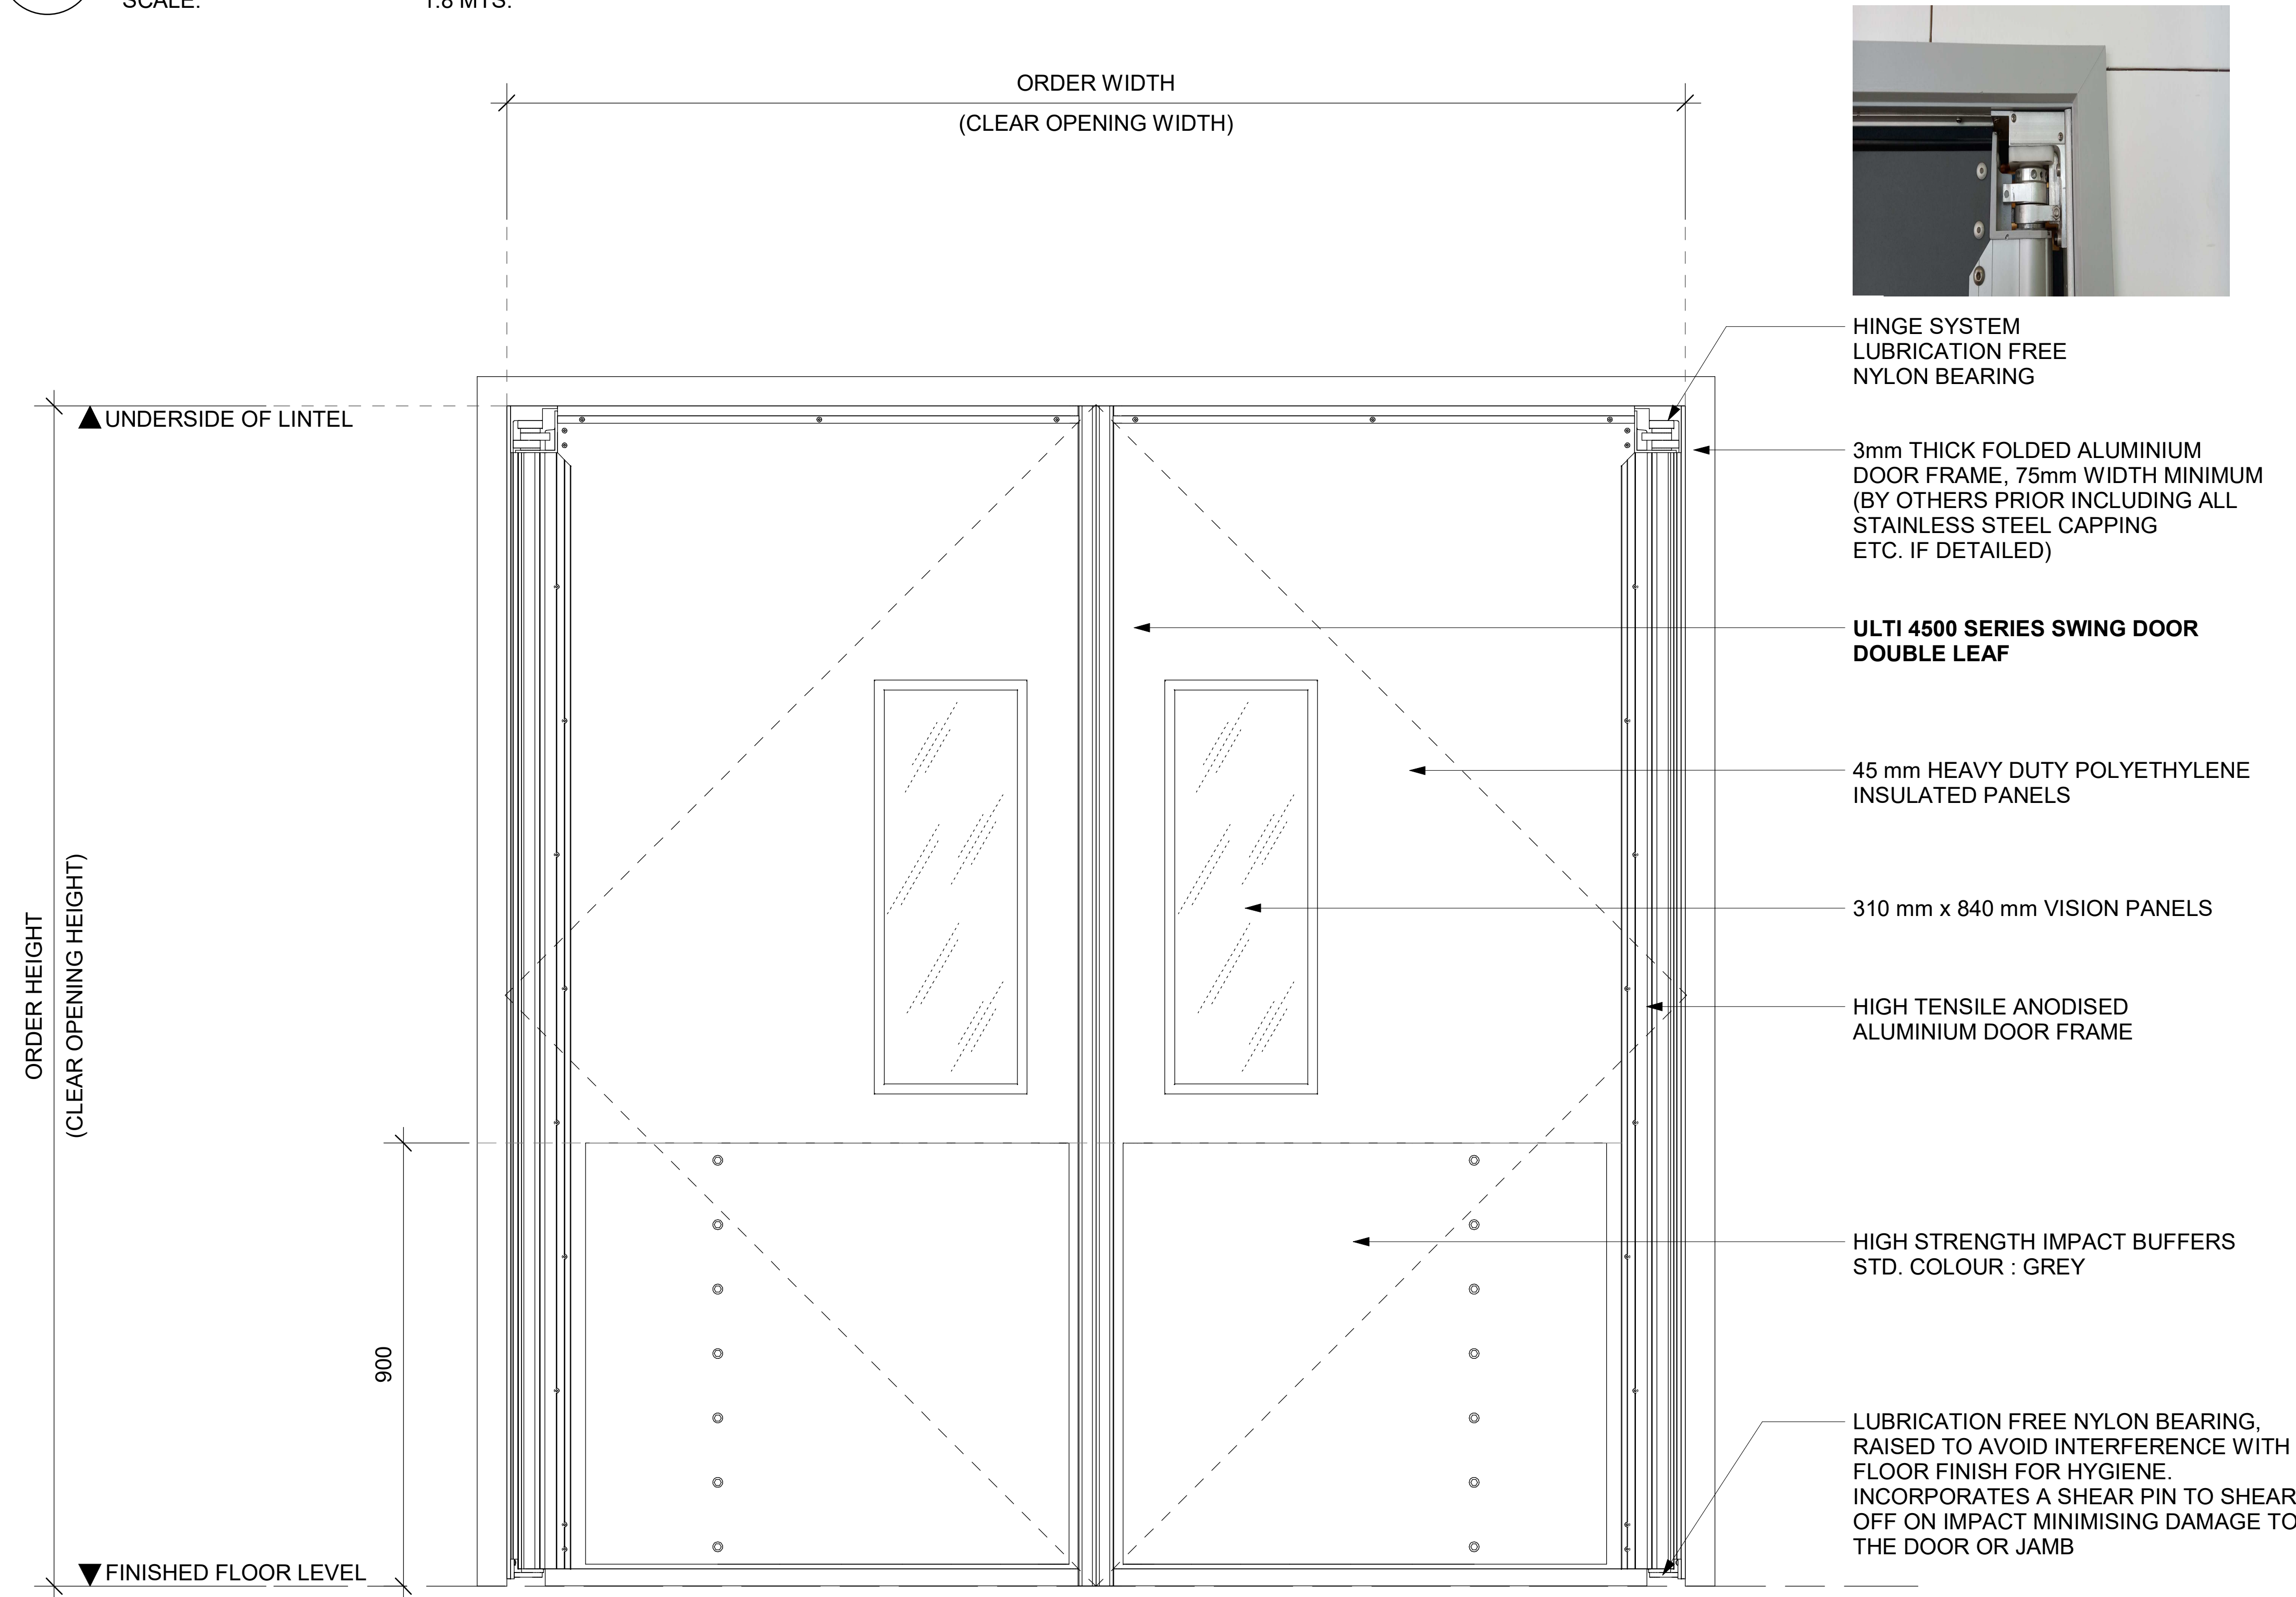 SCALE:
1:8 MTS.
ORDER WIDTH
(CLEAR OPENING WIDTH)
UNDERSIDE OF LINTEL
HINGE SYSTEM
LUBRICATION FREE
NYLON BEARING
3mm THICK FOLDED ALUMINIUM
DOOR FRAME, 75mm WIDTH MINIMUM
(BY OTHERS PRIOR INCLUDING ALL
STAINLESS STEEL CAPPING
ETC. IF DETAILED)
ULTI 4500 SERIES SWING DOOR
DOUBLE LEAF
45 mm HEAVY DUTY POLYETHYLENE
INSULATED PANELS
310 mm x 840 mm VISION PANELS
ORDER HEIGHT
(CLEAR OPENING HEIGHT)
HIGH TENSILE ANODISED
ALUMINIUM DOOR FRAME
HIGH STRENGTH IMPACT BUFFERS
STD. COLOUR : GREY
900
LUBRICATION FREE NYLON BEARING,
RAISED TO AVOID INTERFERENCE WITH
FLOOR FINISH FOR HYGIENE.
INCORPORATES A SHEAR PIN TO SHEAR
OFF ON IMPACT MINIMISING DAMAGE TO
THE DOOR OR JAMB
FINISHED FLOOR LEVEL